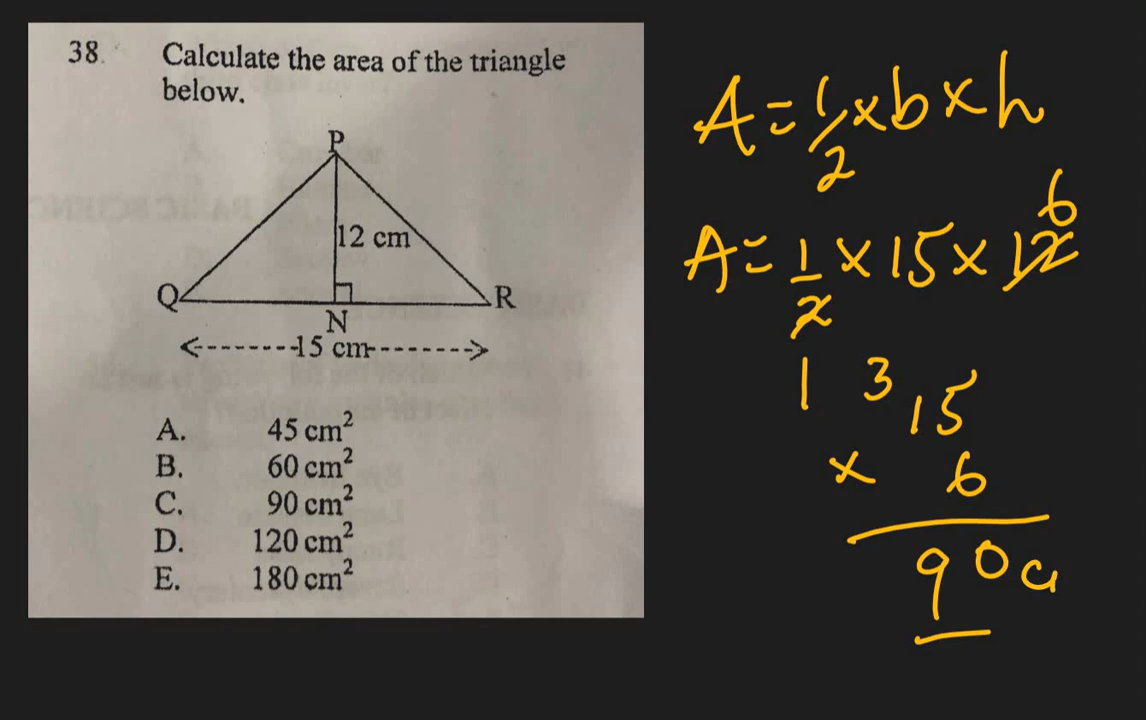 38. Calculate the area of the triangle
below.
P
12 cm
Q
R
N
15 cm
A. 45 cm²
B. 60 cm²
C. 90 cm²
D. 120 cm²
E. 180 cm²
A = 1/2 x b x h
6
A = 1/2 x 15 x 12
1 3 15
x 6
90c